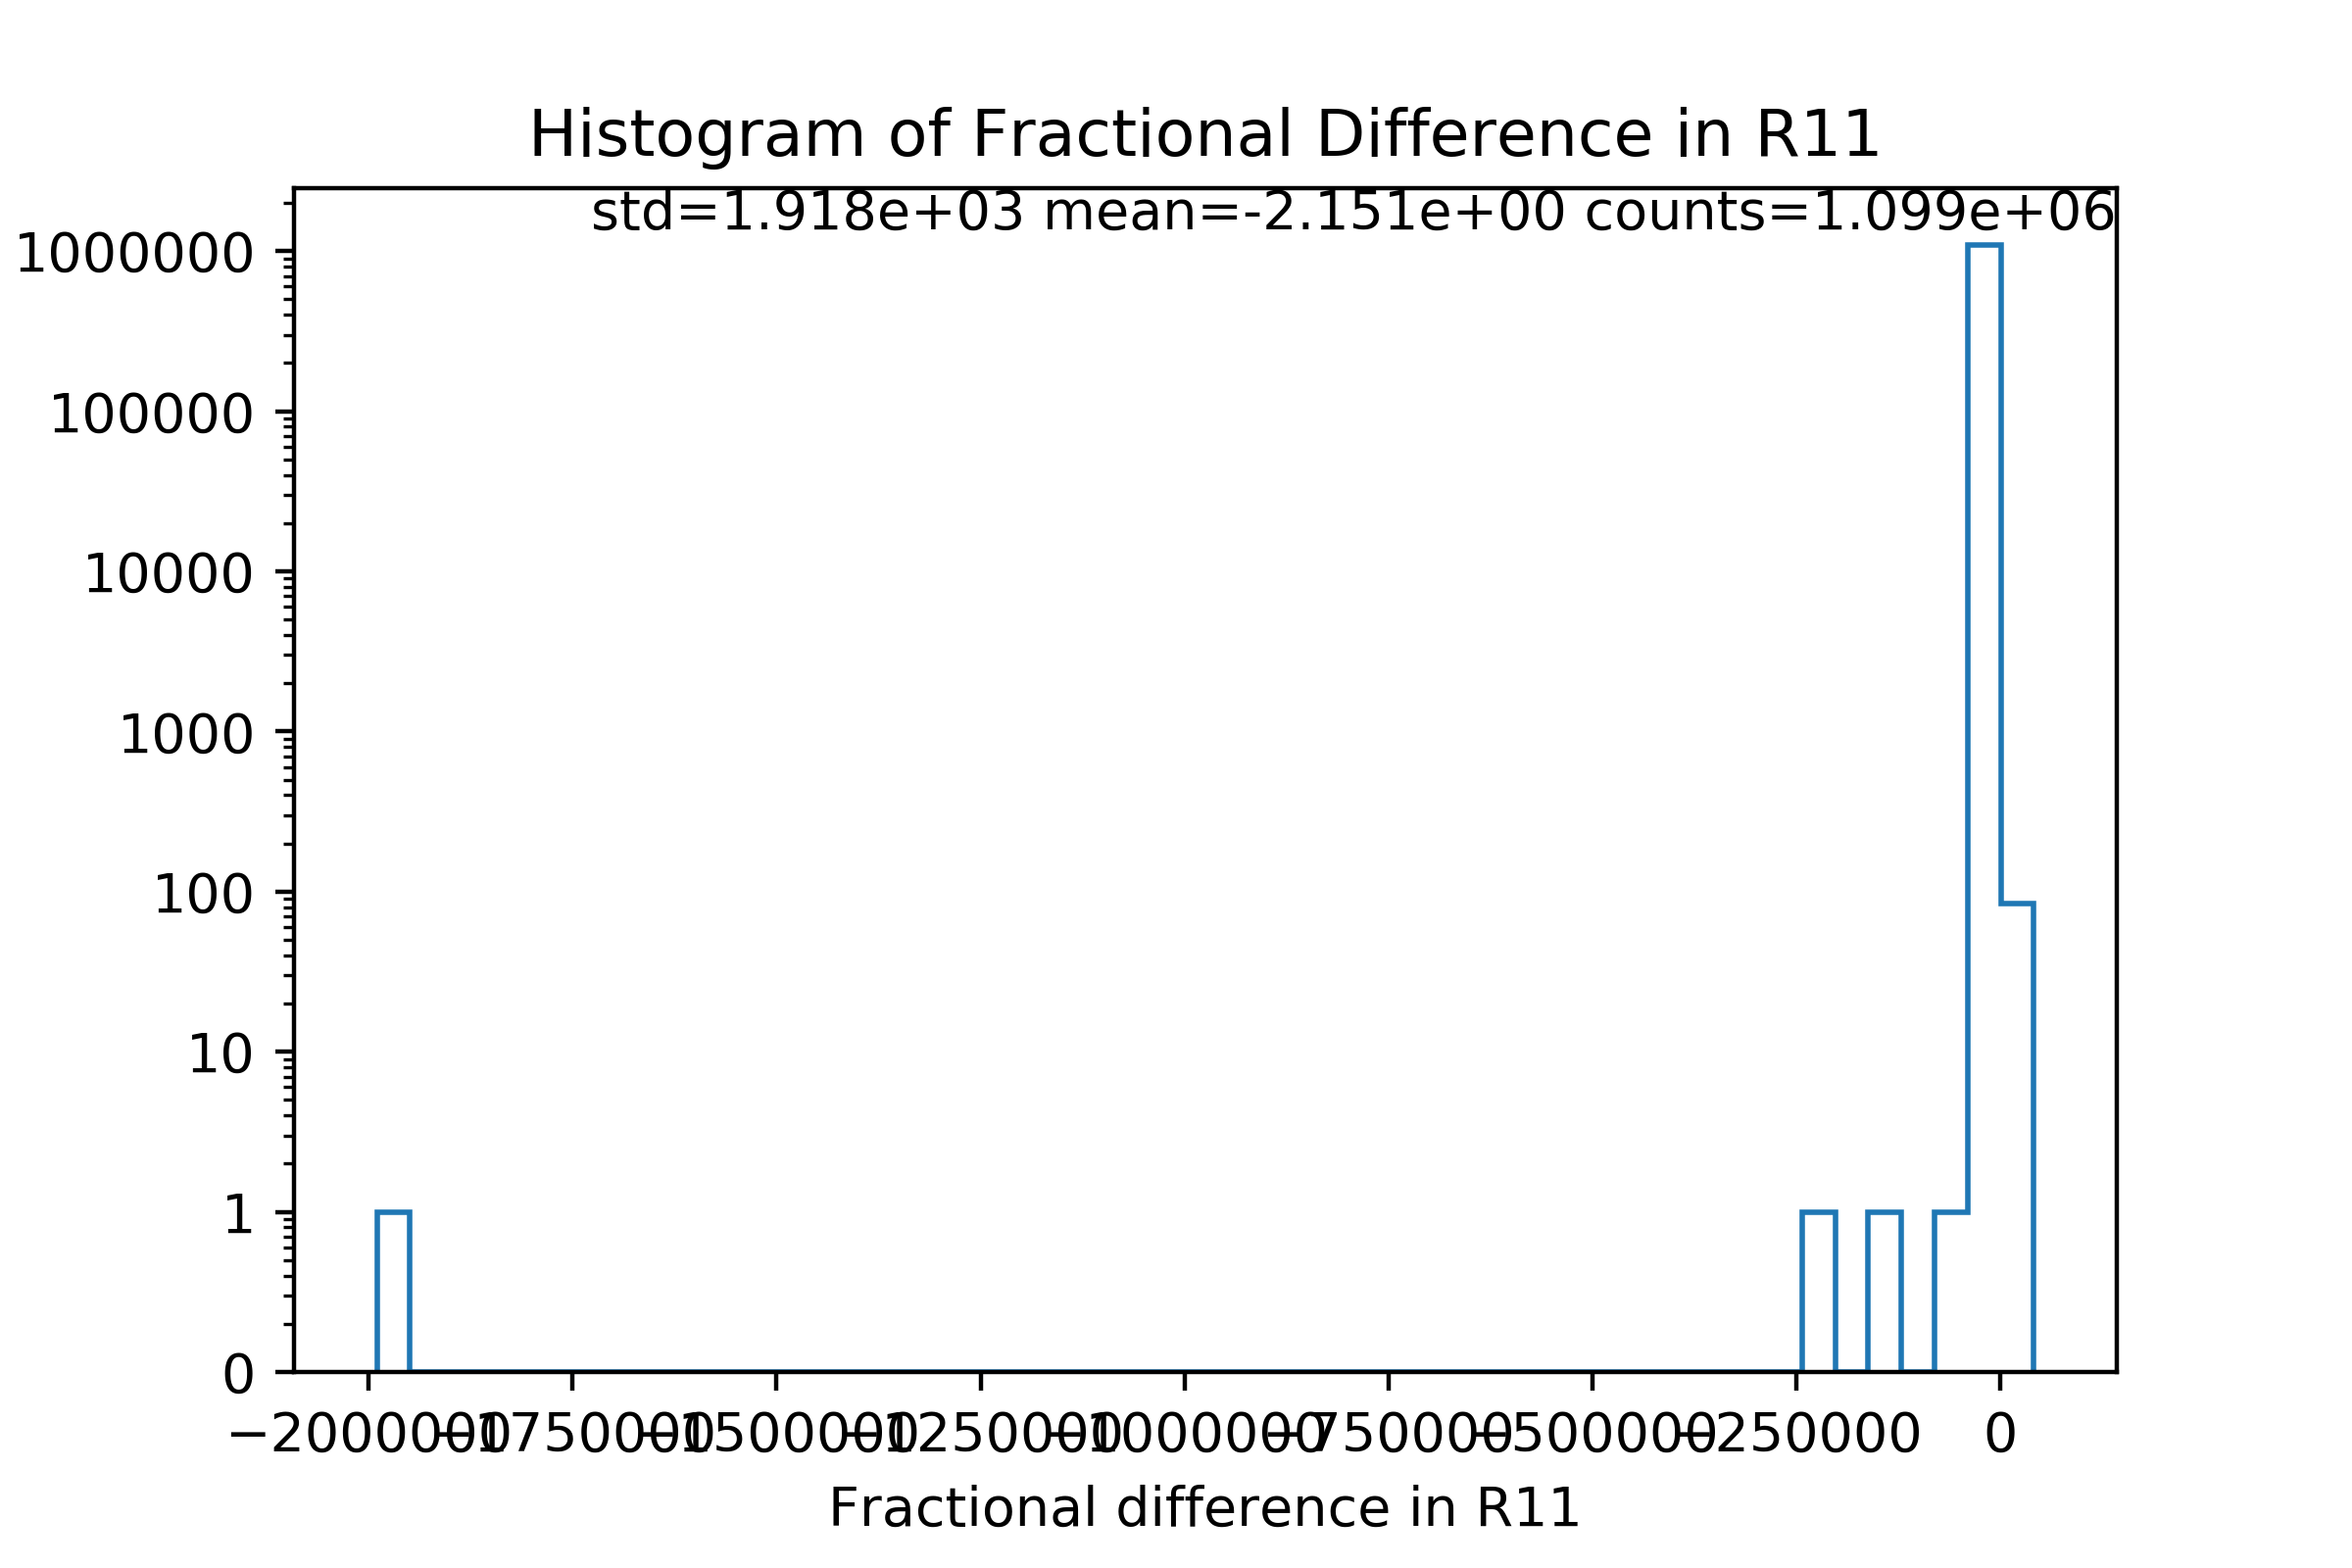 Histogram of Fractional Difference in R11
std=1.918e+03 mean=-2.151e+00 counts=1.099e+06
1000000
100000
10000
1000
100
10
1
0
−2000000 −1750000 −1500000 −1250000 −1000000 −750000 −500000 −250000 0
Fractional difference in R11